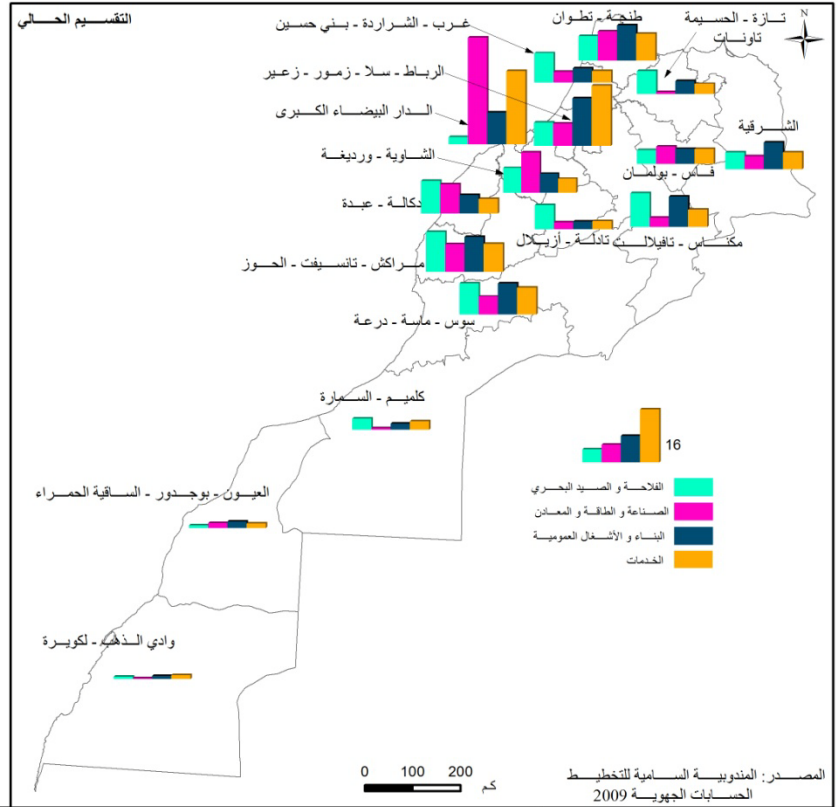 التقسيم الحالي
طنجة - تطوان
تازة - الحسيمة
تاونات
N
غرب - الشراردة - بني حسين
الرباط - سلا - زمور - زعير
الدار البيضاء الكبرى
الشرقية
الشاوية - ورديغة
فاس - بولمان
دكالة - عبدة
تادلة - أزيلال
مكناس - تافيلالت
مراكش - تانسيفت - الحوز
سوس - ماسة - درعة
كلميم - السمارة
16
الفلاحة و الصيد البحري
الصناعة و الطاقة و المعادن
البناء و الأشغال العمومية
الخدمات
العيون - بوجدور - الساقية الحمراء
وادي الذهب - لكويرة
0 100 200
كم
المصدر: المندوبية السامية للتخطيط
الحسابات الجهوية 2009